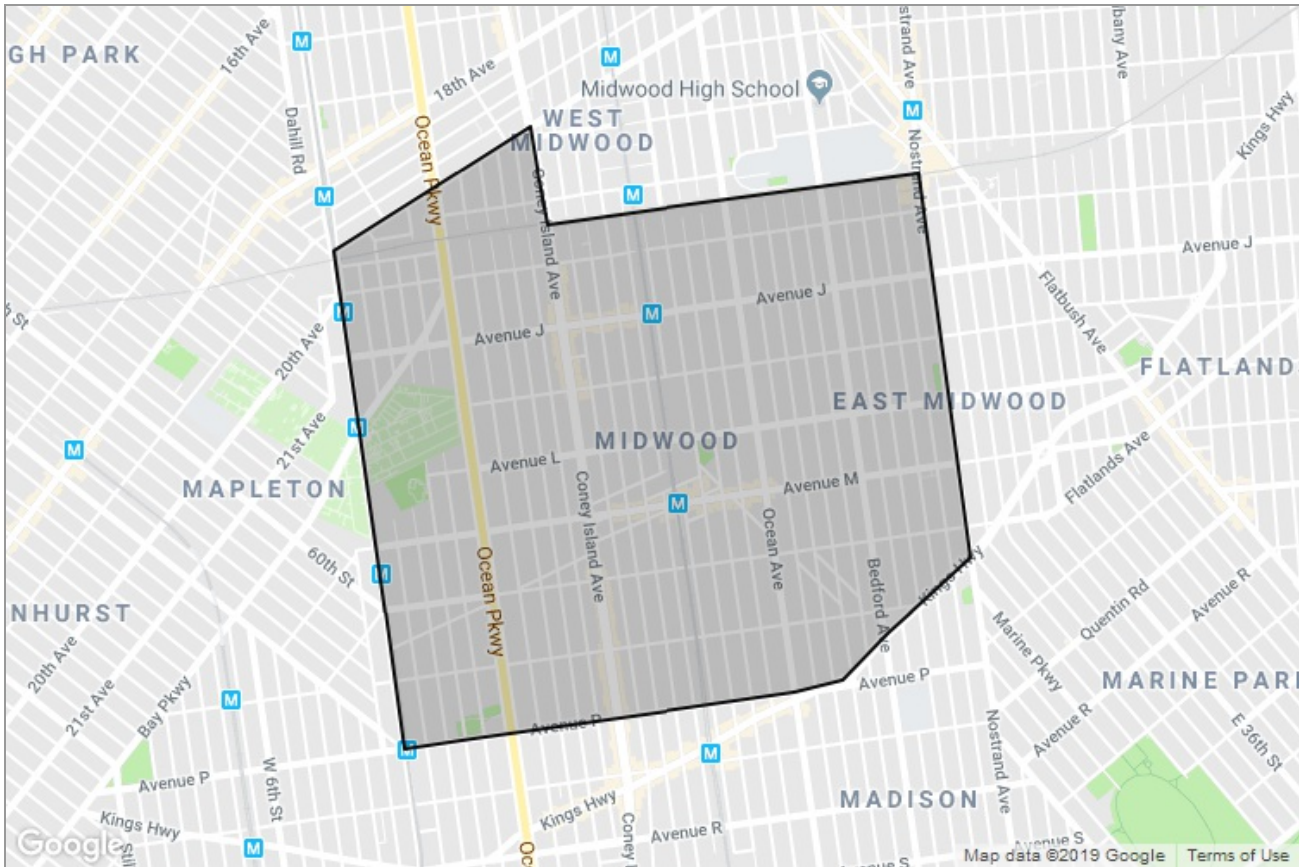 GH PARK
16th Ave
18th Ave
Dahill Rd
Ocean Pkwy
Midwood High School
WEST
MIDWOOD
Nostrand Ave
Kings Hwy
Coney Island Ave
Nostrand Ave
Avenue J
Avenue J
Avenue J
20th Ave
Flatbush Ave
FLATLAND
21st Ave
EAST MIDWOOD
MIDWOOD
Avenue L
Avenue M
Flatlands Ave
MAPLETON
Coney Island Ave
Ocean Ave
60th St
Ocean Pkwy
Bedford Ave
Kings Hwy
NHURST
Quentin Rd
Avenue R
20th Ave
21st Ave
Bay Pkwy
Marine Pkwy
Avenue P
MARINE PAR
Avenue P
Avenue R
Nostrand Ave
E 36th St
Avenue P
W 6th St
Kings Hwy
MADISON
Kings Hwy
Avenue R
Avenue S
Coney
Google
Map data ©2019 Google
Terms of Use